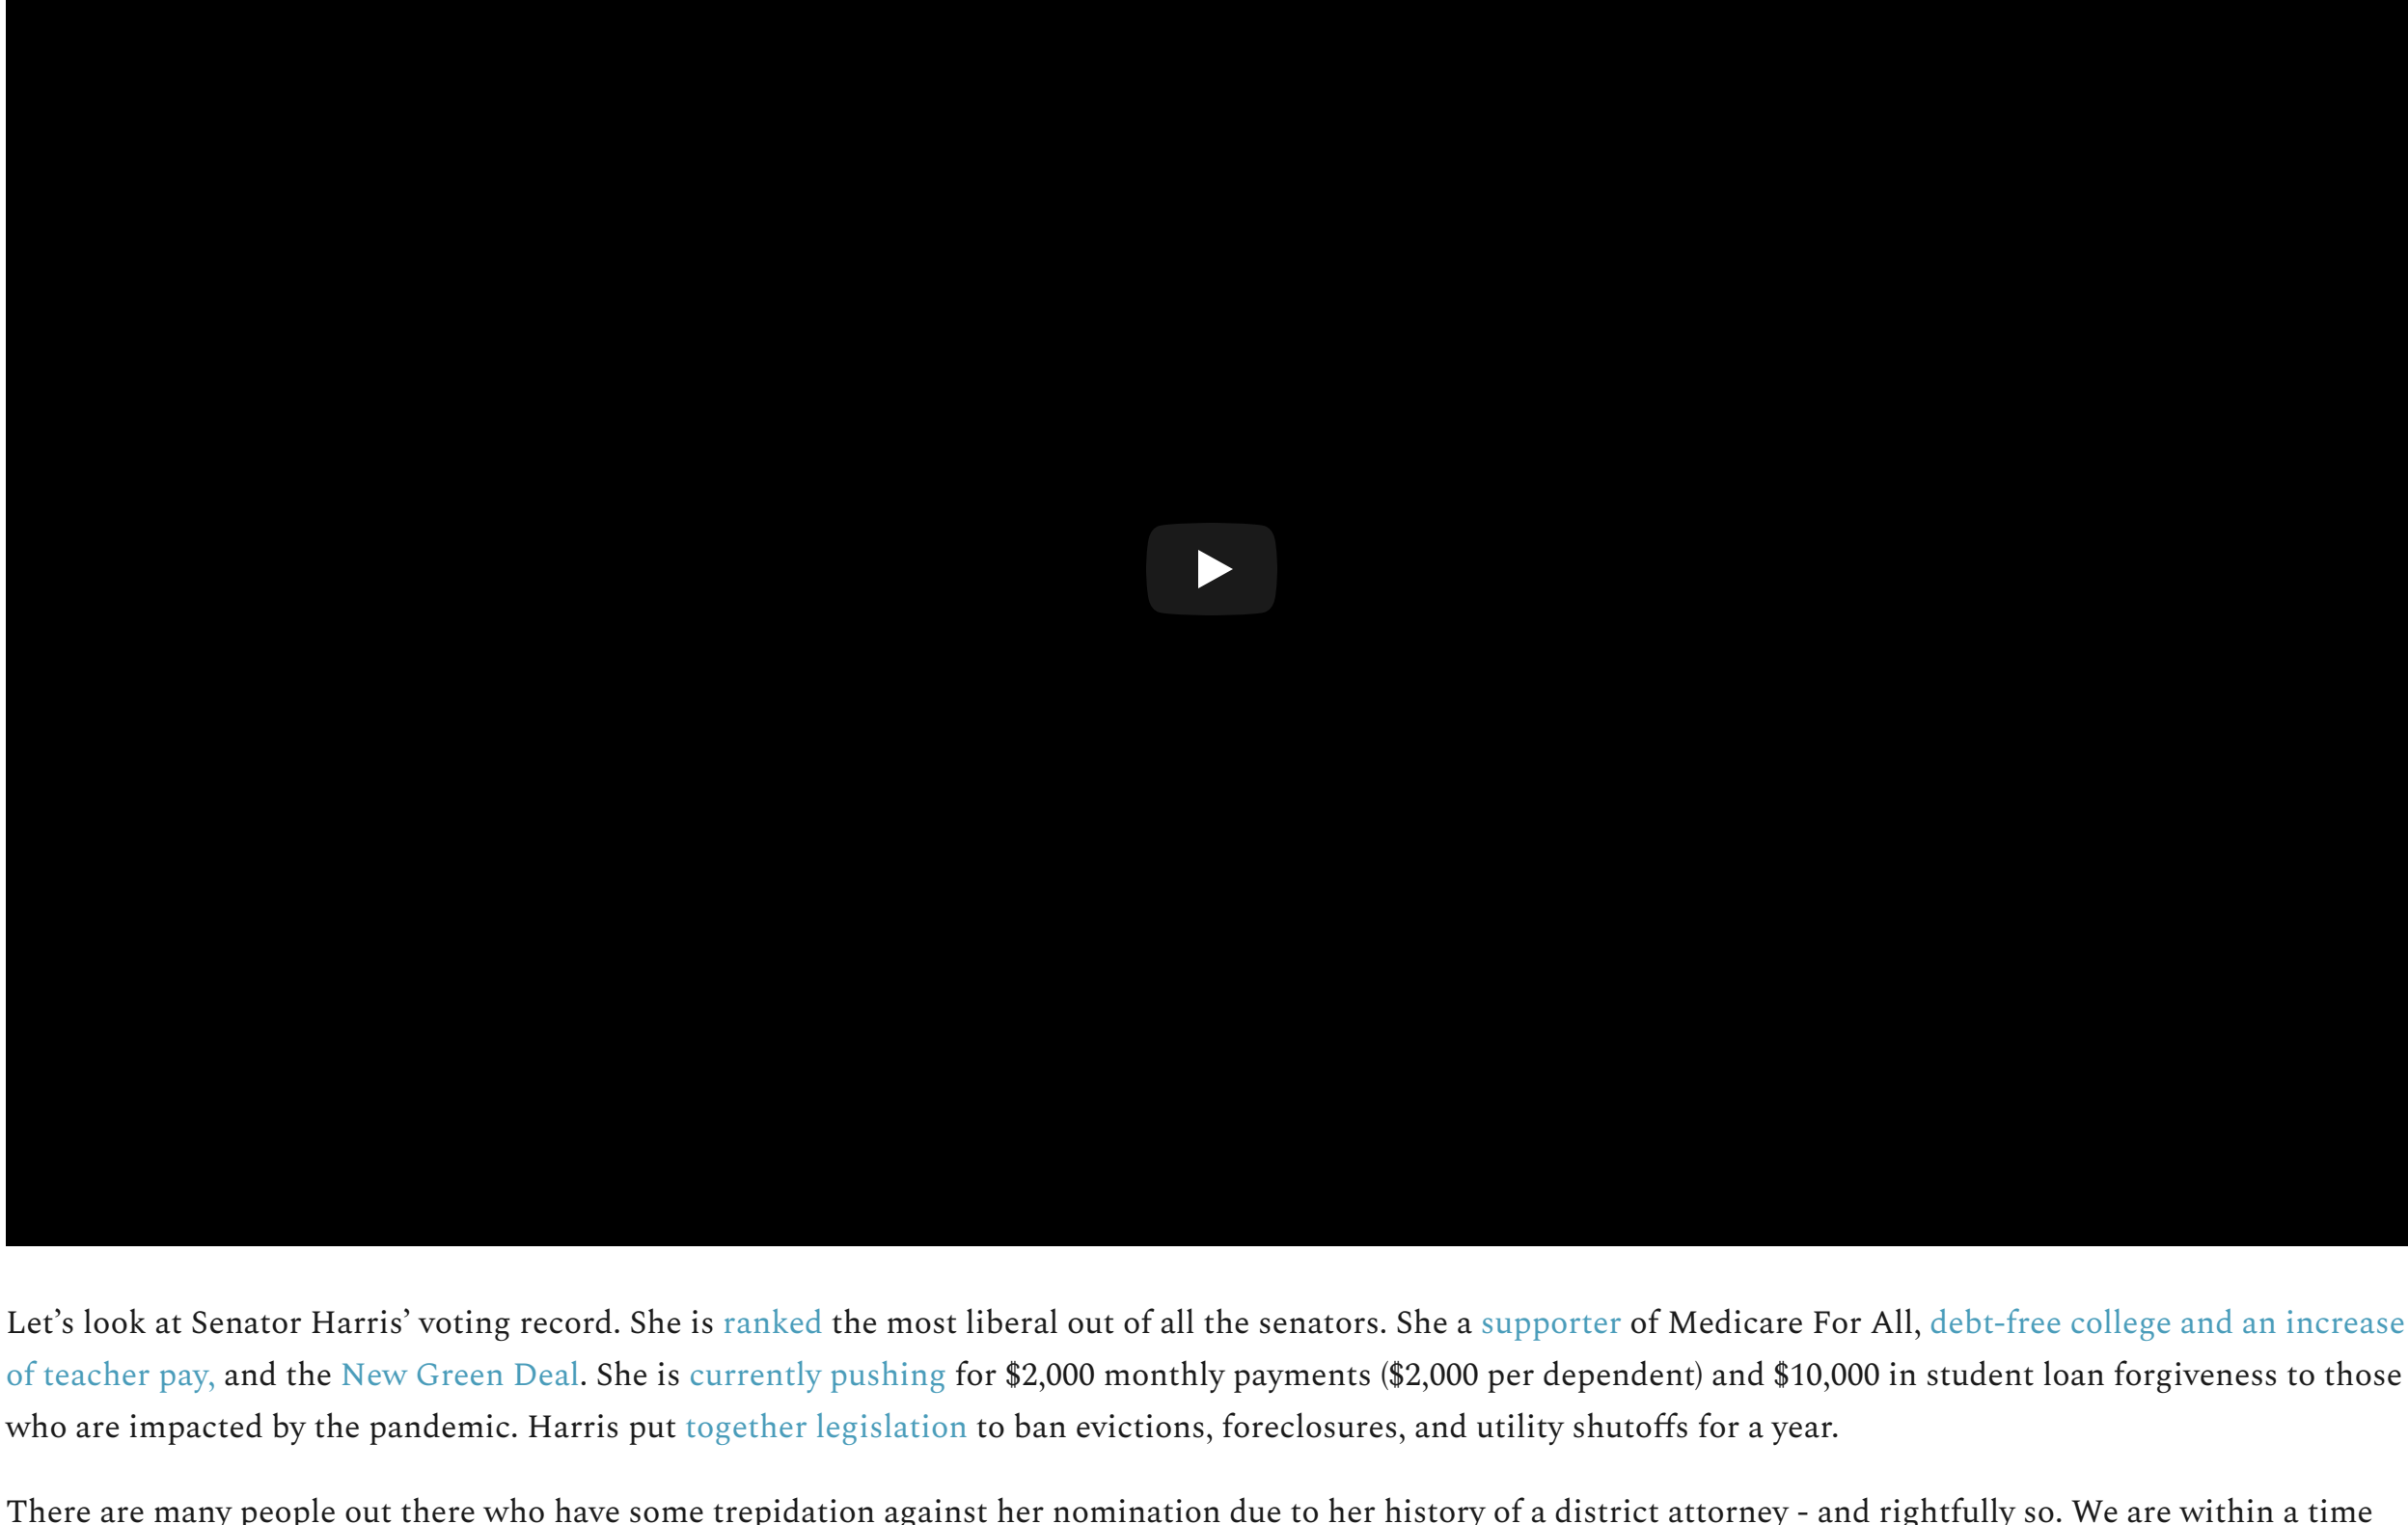 Let’s look at Senator Harris’ voting record. She is ranked the most liberal out of all the senators. She a supporter of Medicare For All, debt-free college and an increase
of teacher pay, and the New Green Deal. She is currently pushing for $2,000 monthly payments ($2,000 per dependent) and $10,000 in student loan forgiveness to those
who are impacted by the pandemic. Harris put together legislation to ban evictions, foreclosures, and utility shutoffs for a year.
There are many people out there who have some trepidation against her nomination due to her history of a district attorney - and rightfully so. We are within a time